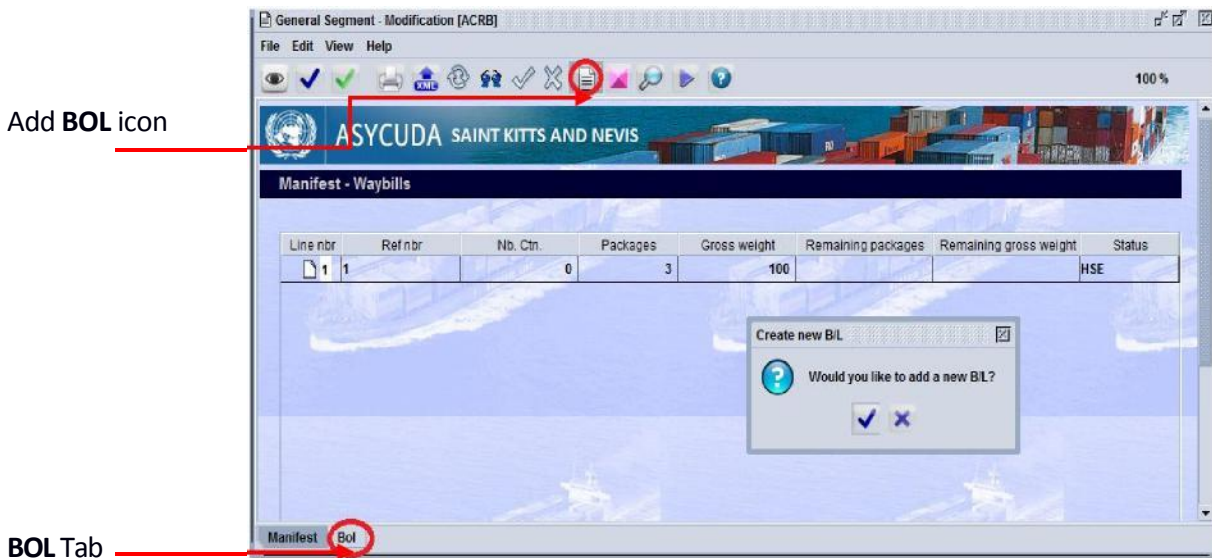 General Segment - Modification [ACRB]
File Edit View Help
XML
100 %
Add BOL icon
ASYCUDA SAINT KITTS AND NEVIS
Manifest - Waybills
Line nbr Ref nbr Nb. Ctn. Packages Gross weight Remaining packages Remaining gross weight Status
1 1 0 3 100 HSE
Create new B/L
Would you like to add a new B/L?
Manifest Bol
BOL Tab